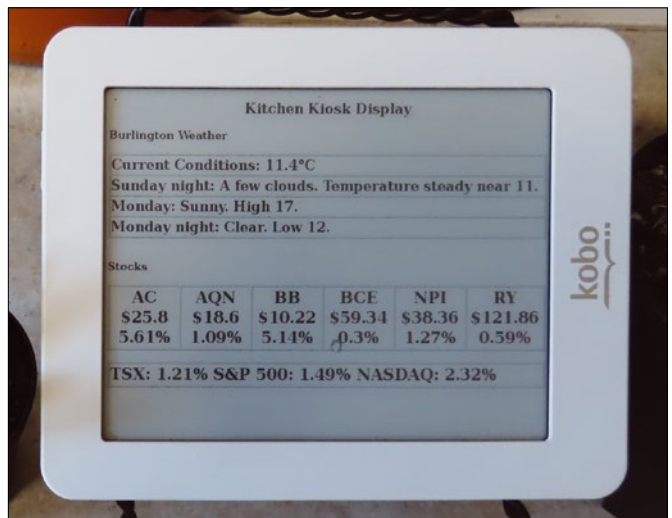 Kitchen Kiosk Display
Burlington Weather
Current Conditions: 11.4°C
Sunday night: A few clouds. Temperature steady near 11.
Monday: Sunny. High 17.
Monday night: Clear. Low 12.
Stocks
AC AQN BB BCE NPI RY
$25.8 $18.6 $10.22 $59.34 $38.36 $121.86
5.61% 1.09% 5.14% 0.3% 1.27% 0.59%
TSX: 1.21% S&P 500: 1.49% NASDAQ: 2.32%
kobo